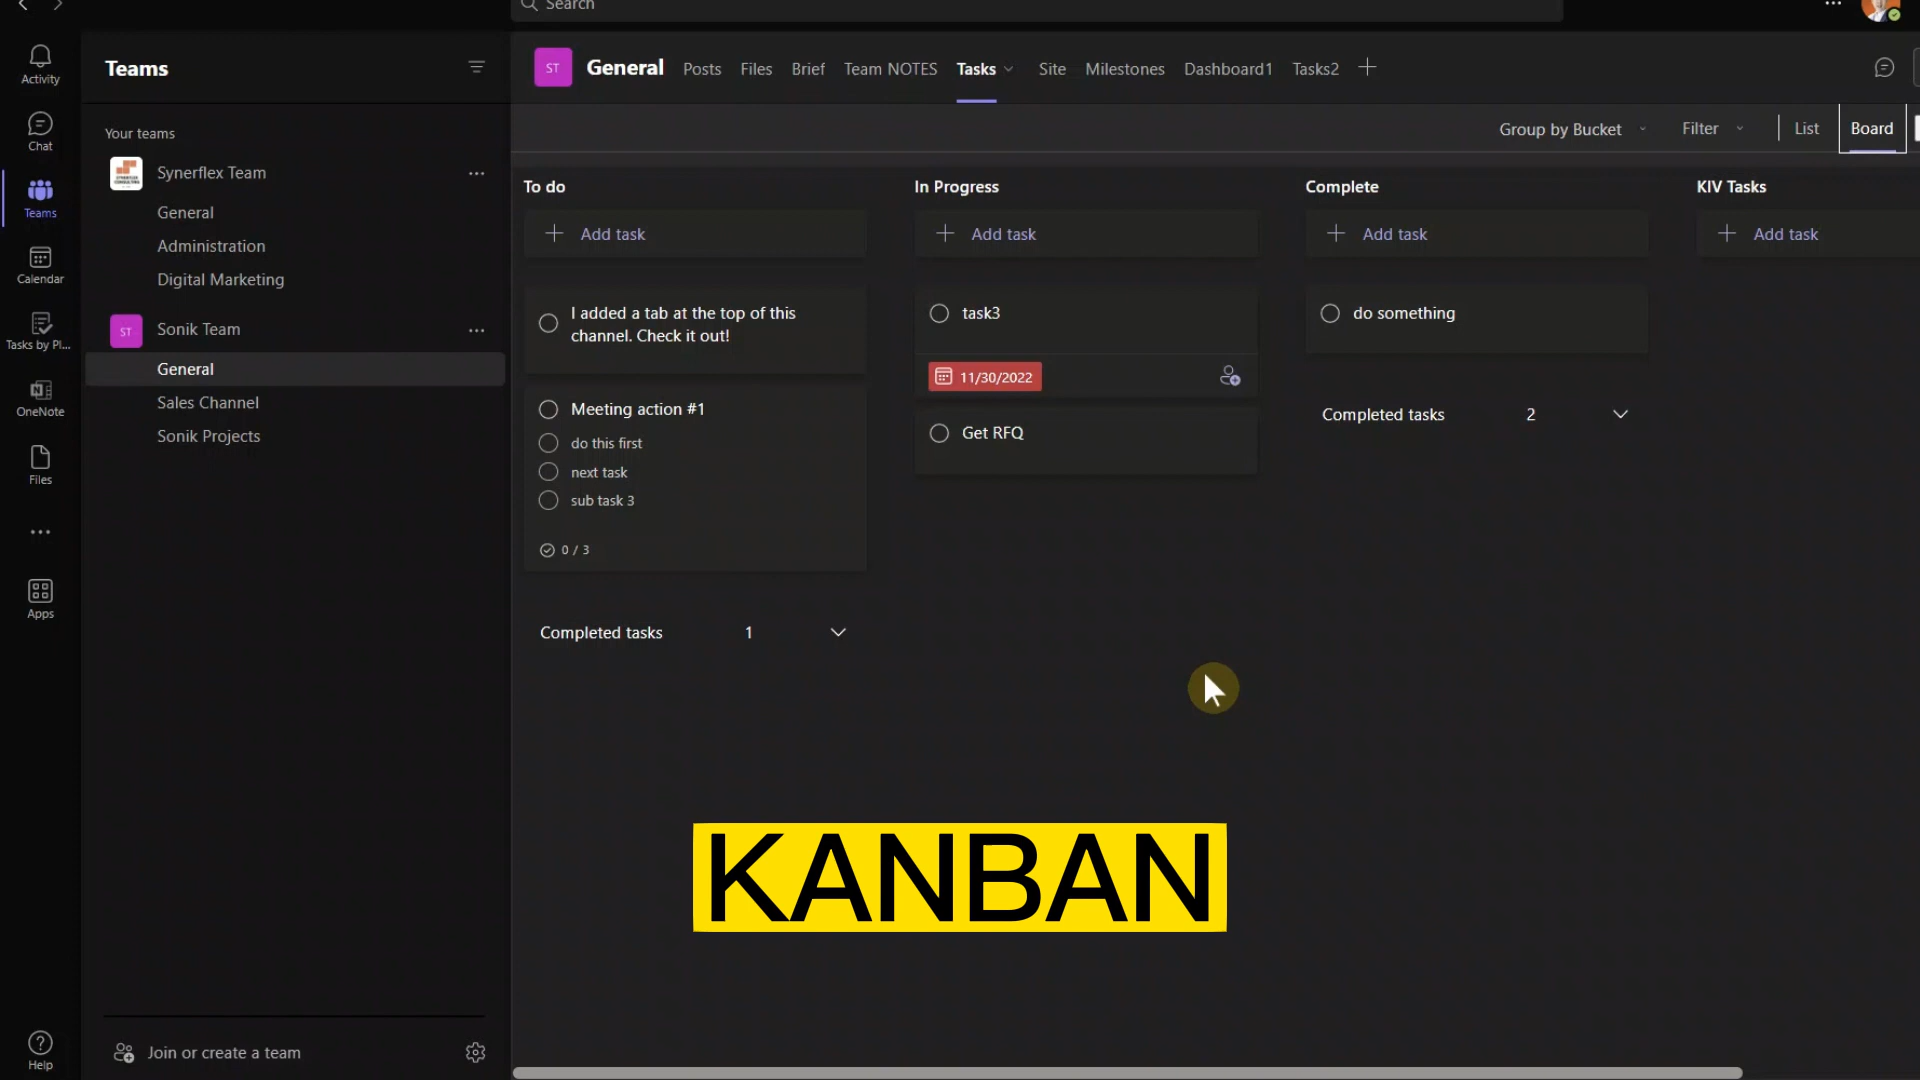 Search
Activity
Chat
Teams
Calendar
Tasks by Pl...
OneNote
Files
Apps
Help
Teams
Your teams
Synerflex Team
General
Administration
Digital Marketing
ST
Sonik Team
General
Sales Channel
Sonik Projects
Join or create a team
ST
General
Posts
Files
Brief
Team NOTES
Tasks
Site
Milestones
Dashboard1
Tasks2
Group by Bucket
Filter
List
Board
To do
Add task
I added a tab at the top of this
channel. Check it out!
Meeting action #1
do this first
next task
sub task 3
0 / 3
Completed tasks 1
In Progress
Add task
task3
11/30/2022
Get RFQ
Complete
Add task
do something
Completed tasks 2
KIV Tasks
Add task
KANBAN